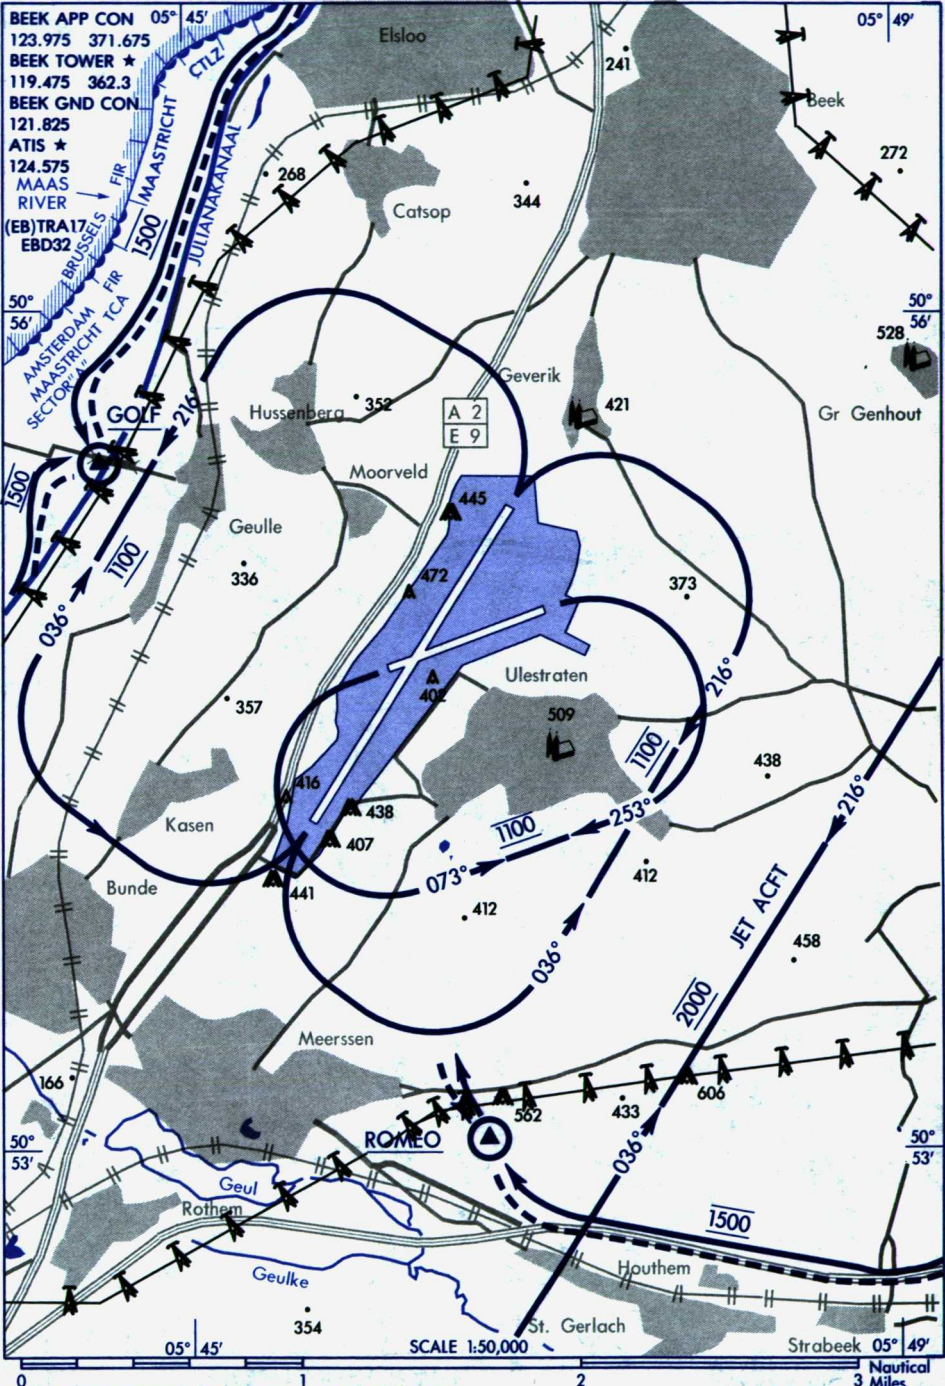 BEEK APP CON
123.975 371.675
BEEK TOWER ★
119.475 362.3
BEEK GND CON
121.825
ATIS ★
124.575
MAAS
RIVER
(EB)TRA17
EBD32
05° 45'
05° 49'
CTLZ
Elsloo
241
Beek
272
FIR
MAASTRICHT
JULIANAKANAAL
BRUSSELS
FIR
1500
268
344
Catsop
50°
56'
50°
56'
AMSTERDAM
MAASTRICHT TCA
SECTOR "A"
528
Geverik
GOLF
216°
Hussenberg
352
A 2
E 9
421
Gr Genhout
Moorveld
1500
445
Geulle
1100
336
472
373
036°
Ulestraten
402
216°
357
509
1100
438
416
438
216°
Kasen
407
1100
253°
073°
412
Bunde
441
412
JET ACFT
458
036°
2000
Meerssen
166
562
433
606
50°
53'
ROMEO
036°
50°
53'
Geul
Rothem
1500
Geulke
Houthem
354
St. Gerlach
Strabeek
05° 45'
SCALE 1:50,000
05° 49'
0
1
2
3
Nautical
Miles